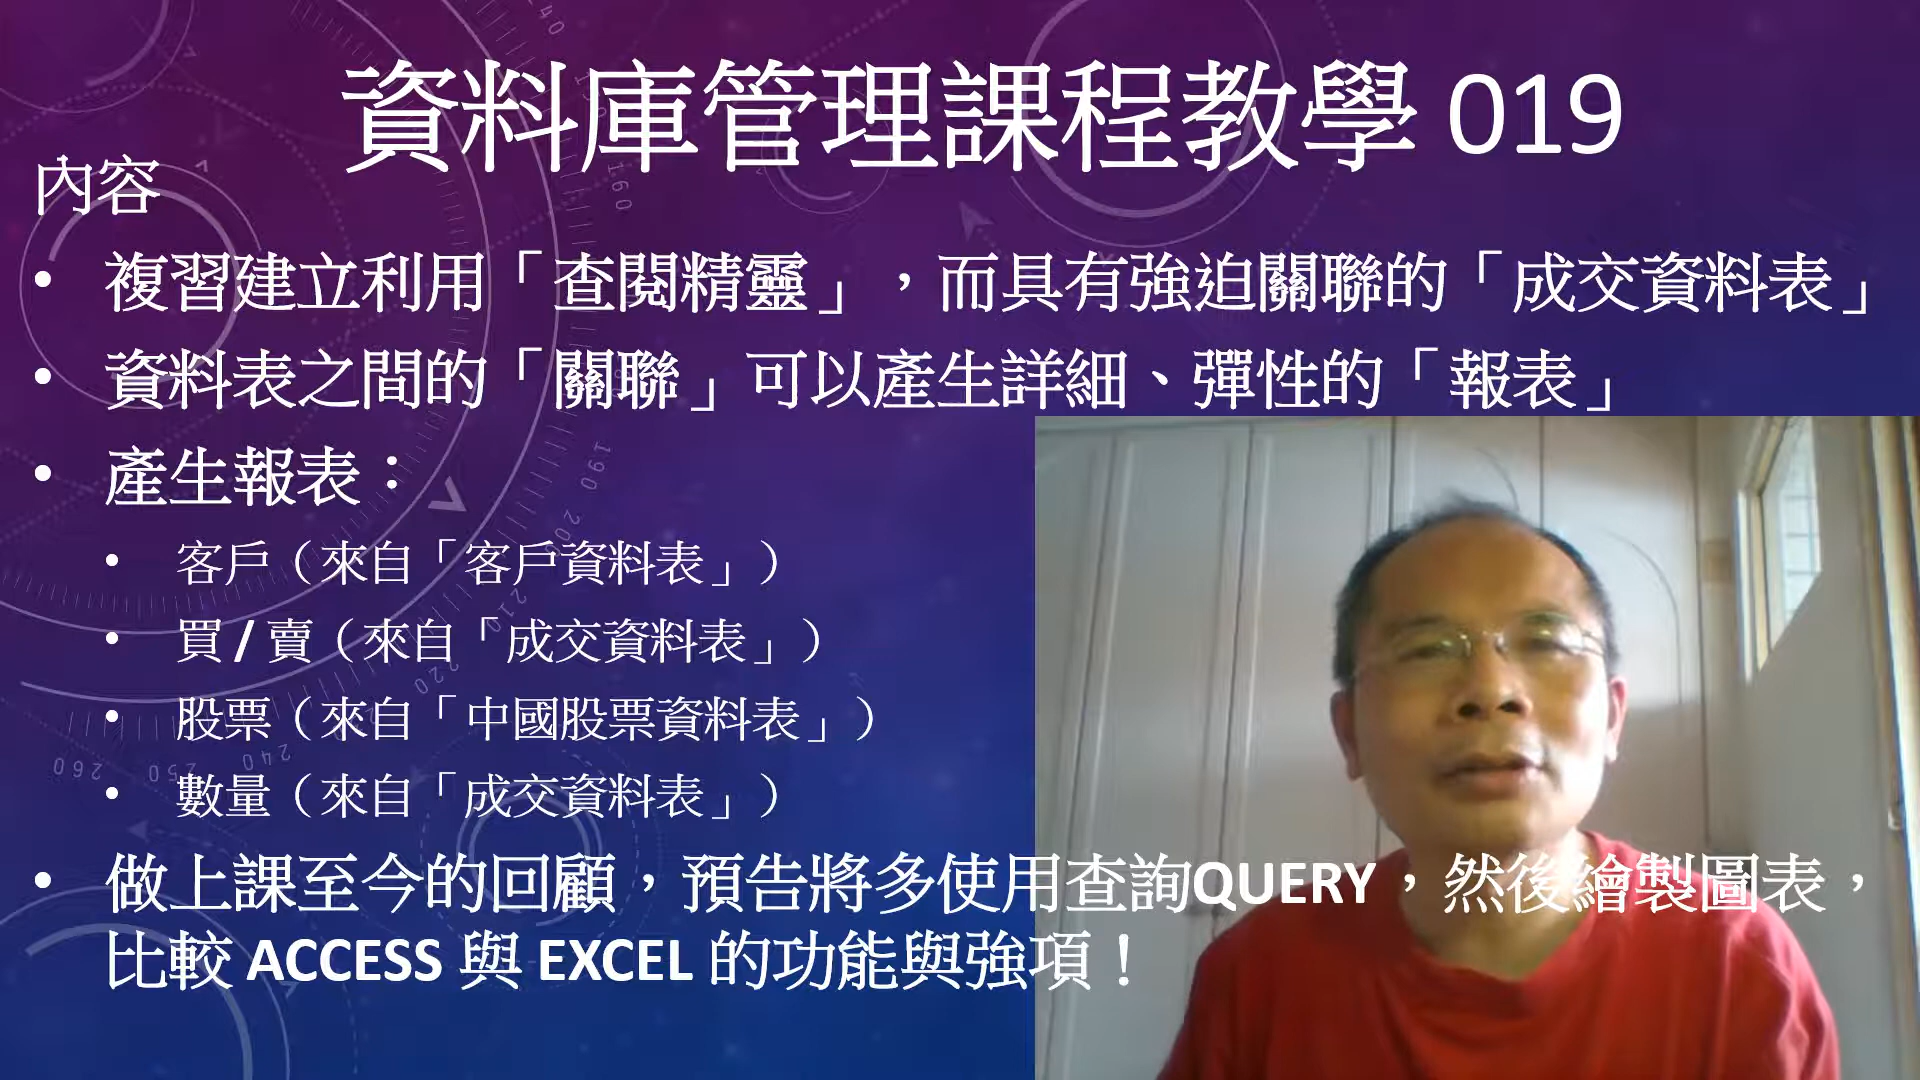 資料庫管理課程教學 019
內容
• 複習建立利用「查閱精靈」，而具有強迫關聯的「成交資料表」
• 資料表之間的「關聯」可以產生詳細、彈性的「報表」
• 產生報表：
• 客戶（來自「客戶資料表」）
• 買 / 賣（來自「成交資料表」）
• 股票（來自「中國股票資料表」）
• 數量（來自「成交資料表」）
• 做上課至今的回顧，預告將多使用查詢QUERY，然後繪製圖表，
比較 ACCESS 與 EXCEL 的功能與強項！
160
190
210
220
240
250
260